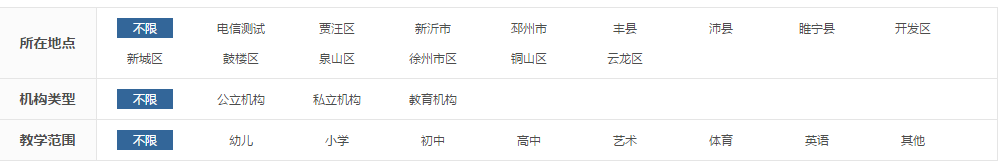 所在地点 不限 电信测试 贾汪区 新沂市 邳州市 丰县 沛县 睢宁县 开发区
新城区 鼓楼区 泉山区 徐州市区 铜山区 云龙区
机构类型 不限 公立机构 私立机构 教育机构
教学范围 不限 幼儿 小学 初中 高中 艺术 体育 英语 其他